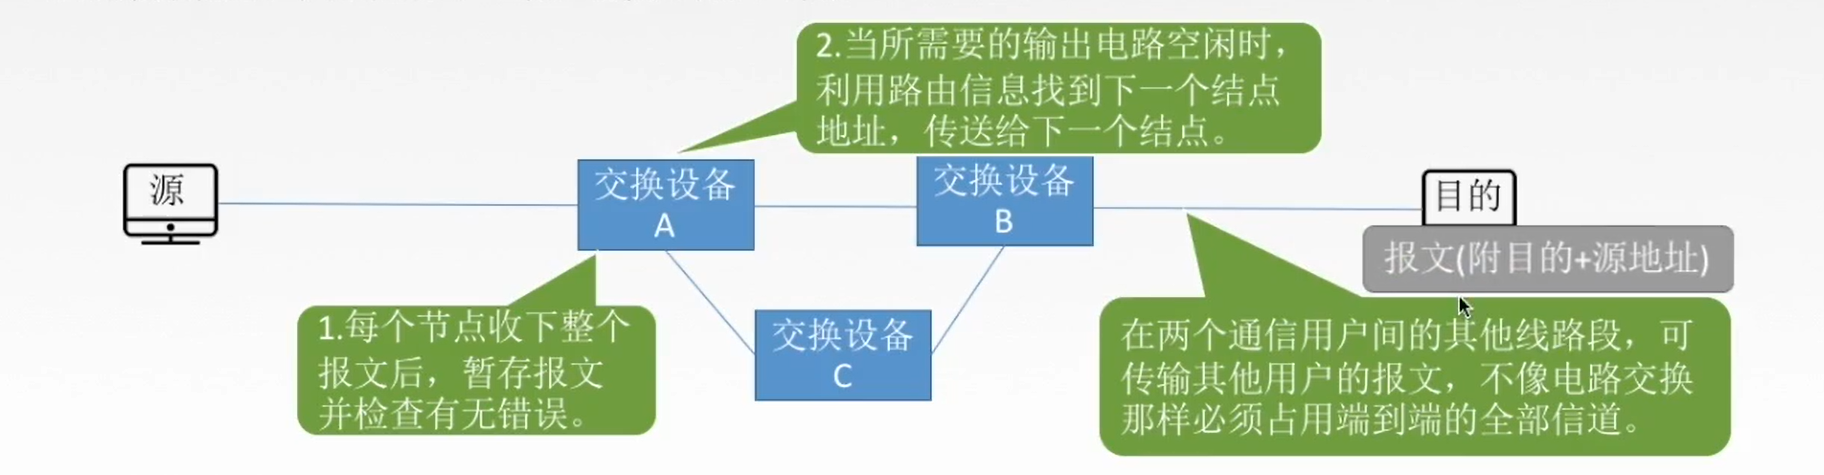 2.当所需要的输出电路空闲时，
利用路由信息找到下一个结点
地址，传送给下一个结点。
源
交换设备
A
交换设备
B
目的
报文(附目的+源地址)
1.每个节点收下整个
报文后，暂存报文
并检查有无错误。
交换设备
C
在两个通信用户间的其他线路段，可
传输其他用户的报文，不像电路交换
那样必须占用端到端的全部信道。